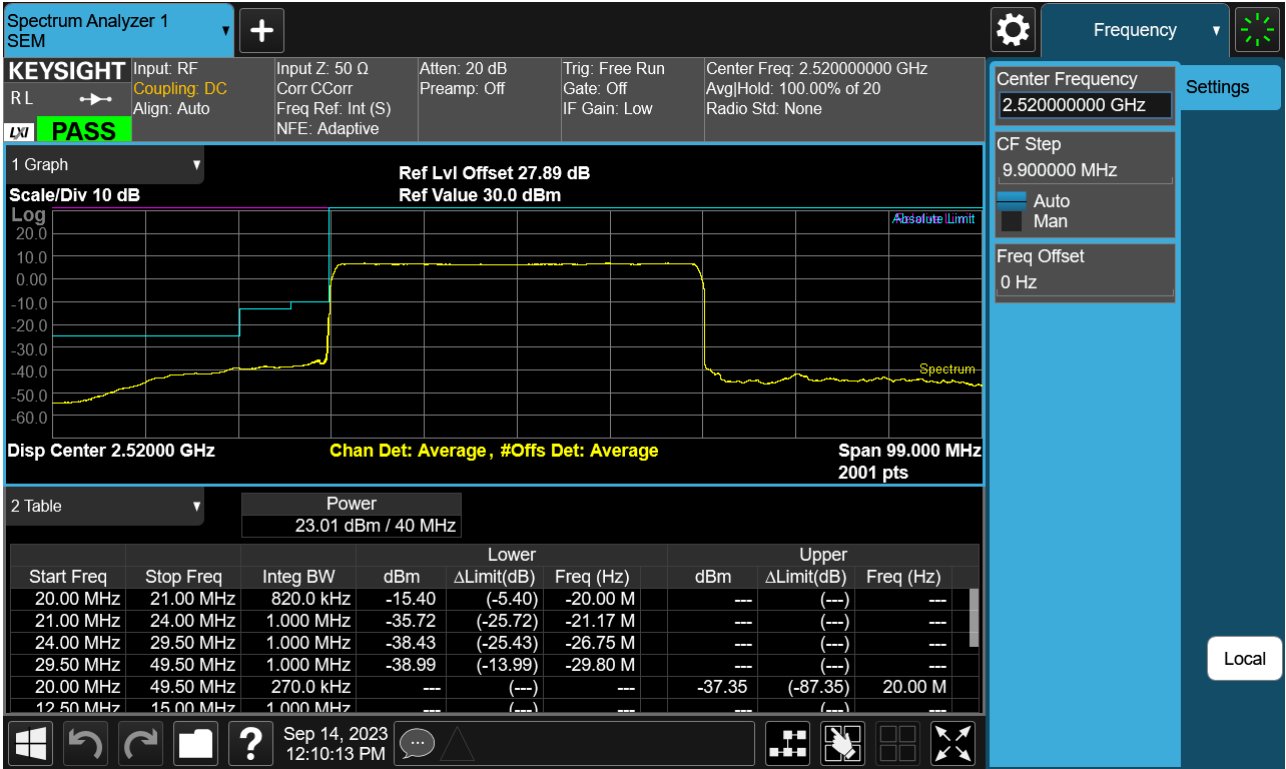 Spectrum Analyzer 1
SEM
Frequency
KEYSIGHT
R L
LXI
PASS
Input: RF
Coupling: DC
Align: Auto
Input Z: 50 Ω
Corr CCorr
Freq Ref: Int (S)
NFE: Adaptive
Atten: 20 dB
Preamp: Off
Trig: Free Run
Gate: Off
IF Gain: Low
Center Freq: 2.520000000 GHz
Avg|Hold: 100.00% of 20
Radio Std: None
Center Frequency
2.520000000 GHz
Settings
CF Step
9.900000 MHz
Auto
Man
Freq Offset
0 Hz
1 Graph
Scale/Div 10 dB
Ref Lvl Offset 27.89 dB
Ref Value 30.0 dBm
Log
Absolute Limit
20.0
10.0
0.00
-10.0
-20.0
-30.0
-40.0
-50.0
-60.0
Spectrum
Disp Center 2.52000 GHz
Chan Det: Average , #Offs Det: Average
Span 99.000 MHz
2001 pts
2 Table
Power
23.01 dBm / 40 MHz
Lower Upper
Start Freq Stop Freq Integ BW dBm ΔLimit(dB) Freq (Hz) dBm ΔLimit(dB) Freq (Hz)
20.00 MHz 21.00 MHz 820.0 kHz -15.40 (-5.40) -20.00 M --- (---) ---
21.00 MHz 24.00 MHz 1.000 MHz -35.72 (-25.72) -21.17 M --- (---) ---
24.00 MHz 29.50 MHz 1.000 MHz -38.43 (-25.43) -26.75 M --- (---) ---
29.50 MHz 49.50 MHz 1.000 MHz -38.99 (-13.99) -29.80 M --- (---) ---
20.00 MHz 49.50 MHz 270.0 kHz --- (---) --- -37.35 (-87.35) 20.00 M
12.50 MHz 15.00 MHz 1.000 MHz --- (---) --- --- (---) ---
Local
Sep 14, 2023
12:10:13 PM